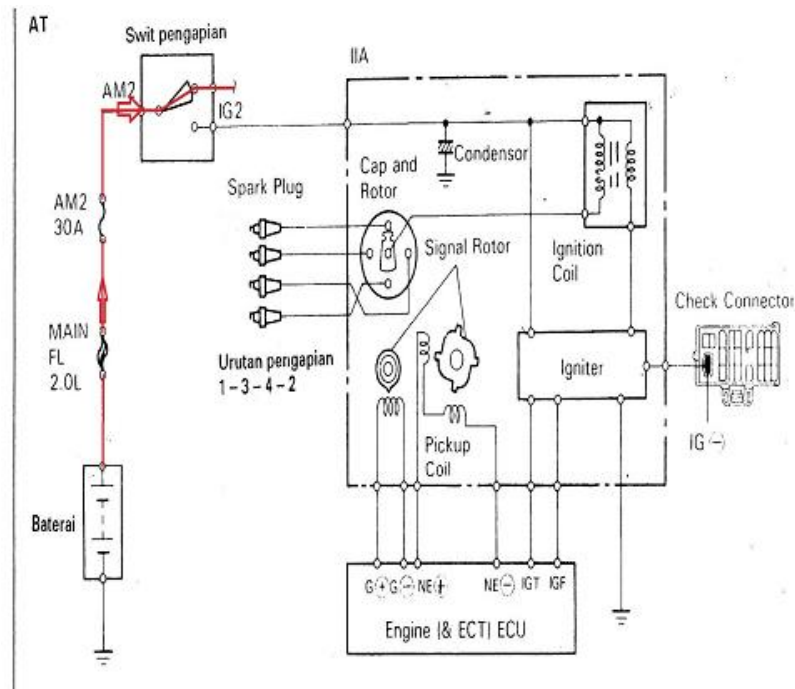 AT
Swit pengapian
AM2
IG2
IIA
Condensor
Cap and
Rotor
Spark Plug
AM2
30A
Signal Rotor
Ignition
Coil
Check Connector
MAIN
FL
2.0L
Urutan pengapian
1-3-4-2
Igniter
Pickup
Coil
IG⊖
Baterai
G⊕ G⊖ NE⊕ NE⊖ IGT IGF
Engine (& ECT) ECU